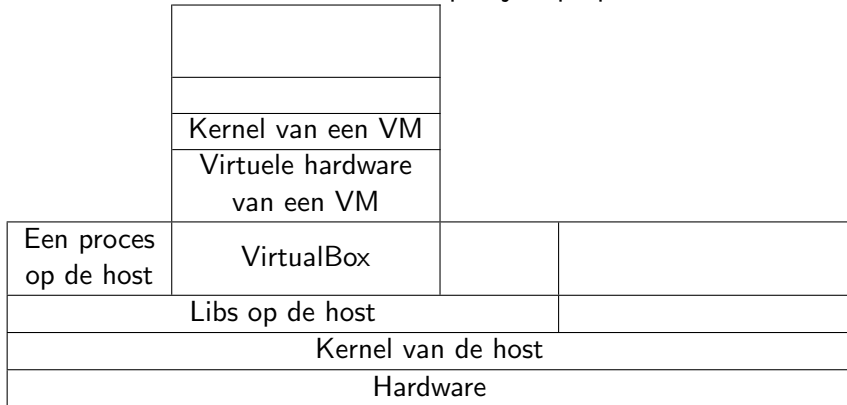 Kernel van een VM
Virtuele hardware
van een VM
Een proces
op de host
VirtualBox
Libs op de host
Kernel van de host
Hardware